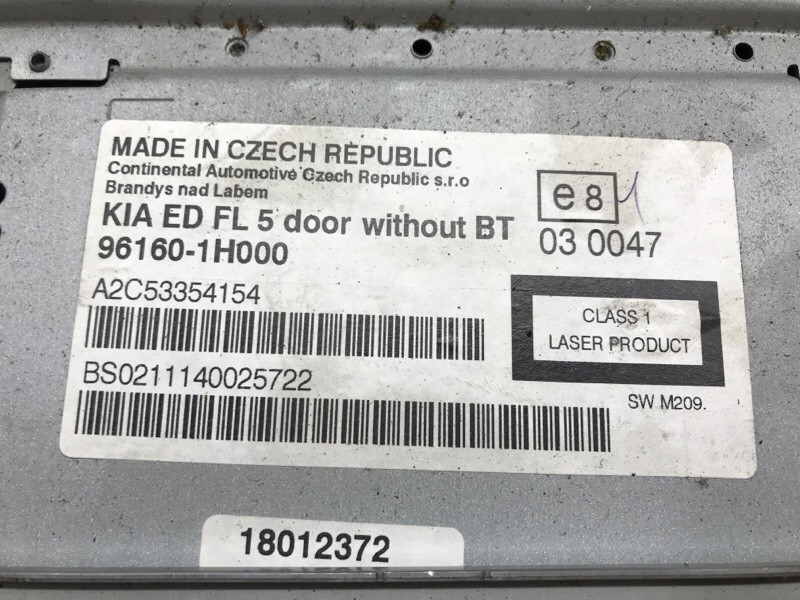 MADE IN CZECH REPUBLIC
Continental Automotive Czech Republic s.r.o
Brandys nad Labem
KIA ED FL 5 door without BT
96160-1H000
e8
03 0047
A2C53354154
CLASS 1
LASER PRODUCT
BS0211140025722
SW M209.
18012372